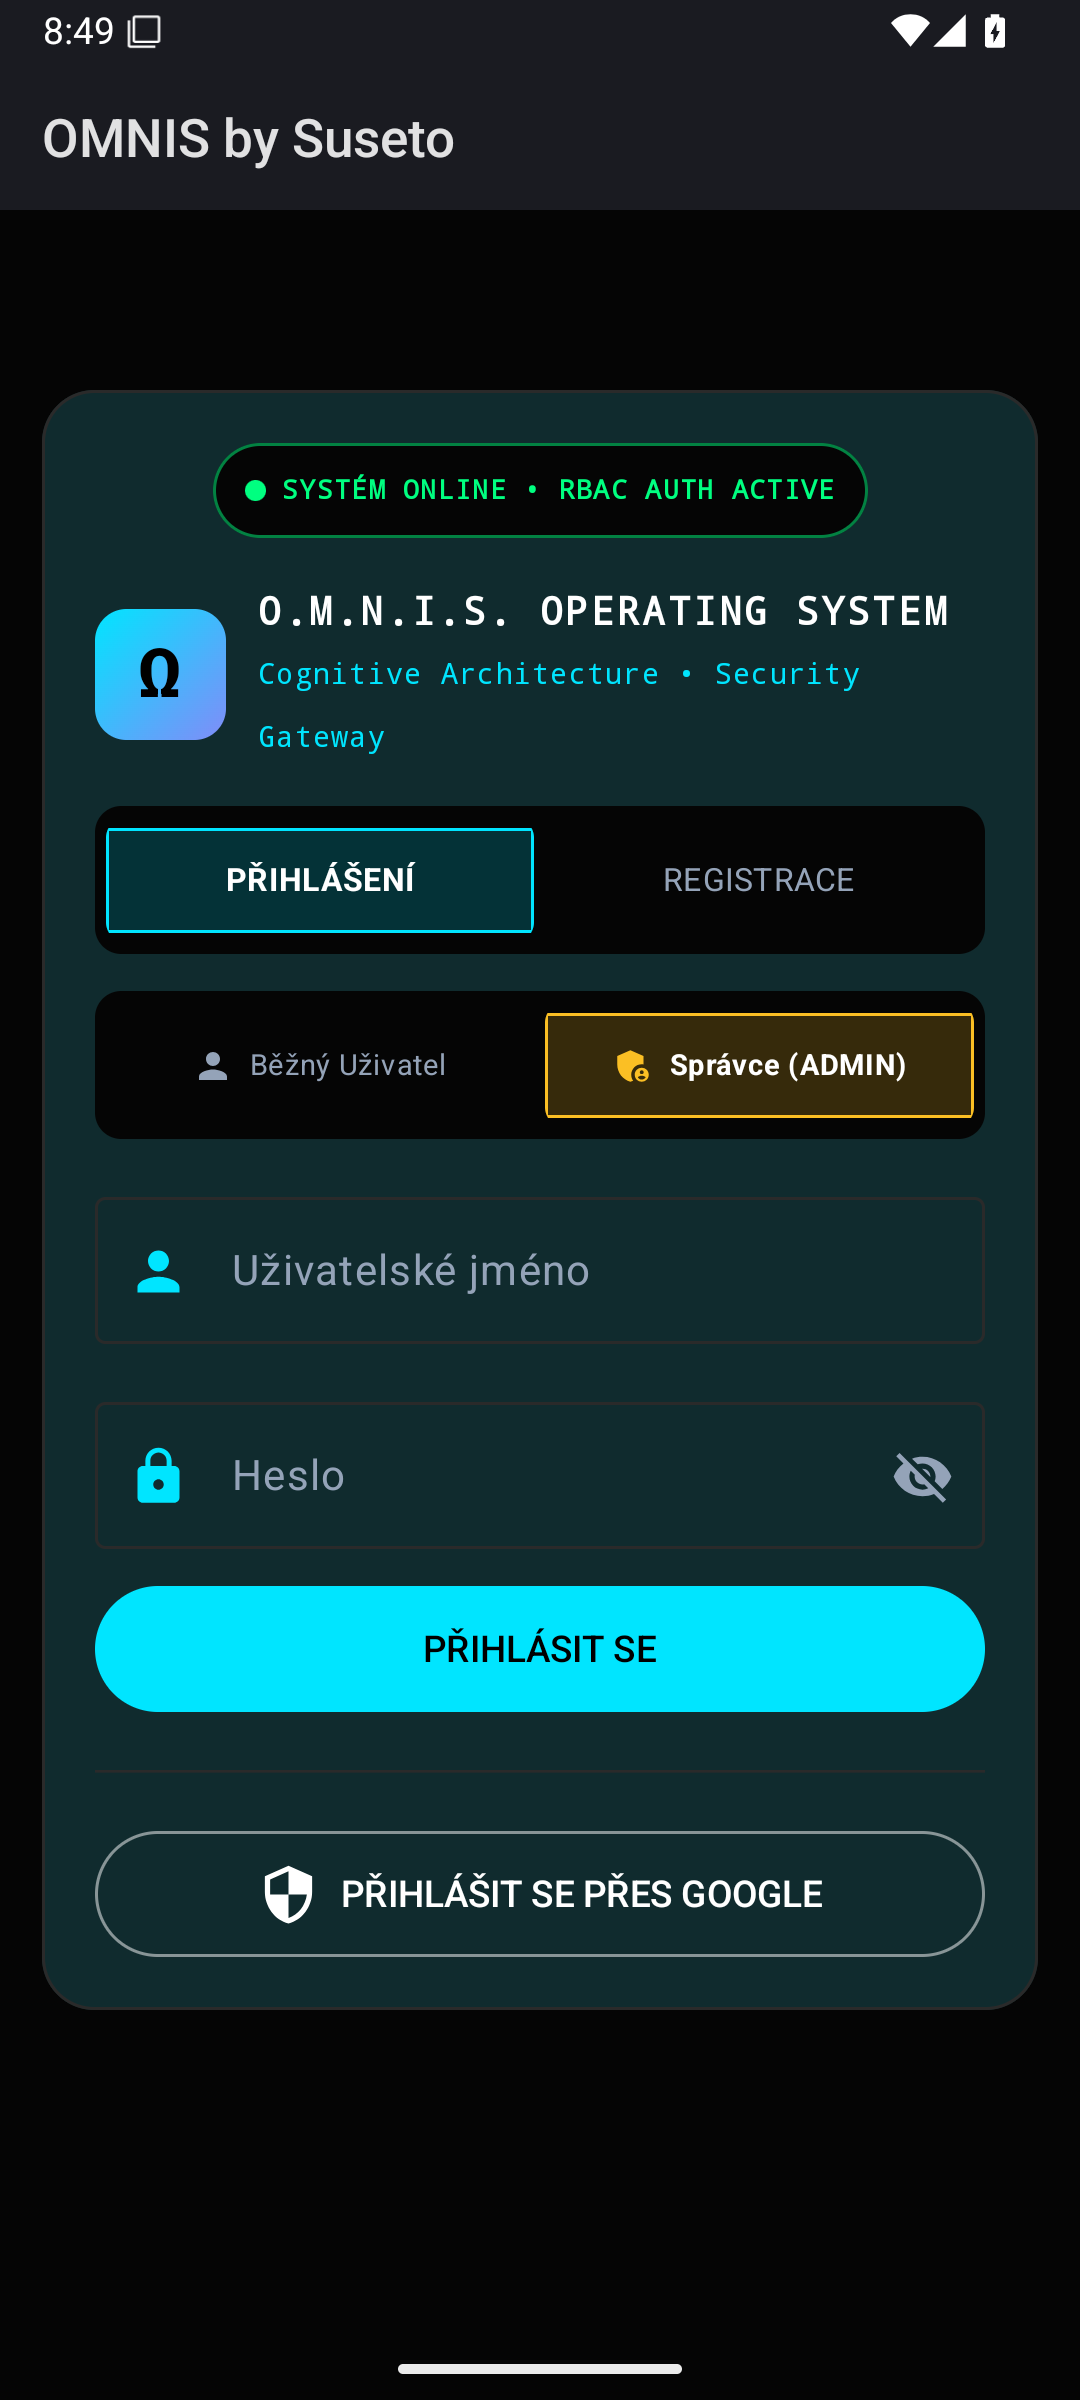 8:49
OMNIS by Suseto
SYSTÉM ONLINE • RBAC AUTH ACTIVE
Ω
O.M.N.I.S. OPERATING SYSTEM
Cognitive Architecture • Security
Gateway
PŘIHLÁŠENÍ
REGISTRACE
Běžný Uživatel
Správce (ADMIN)
Uživatelské jméno
Heslo
PŘIHLÁSIT SE
PŘIHLÁŠIT SE PŘES GOOGLE